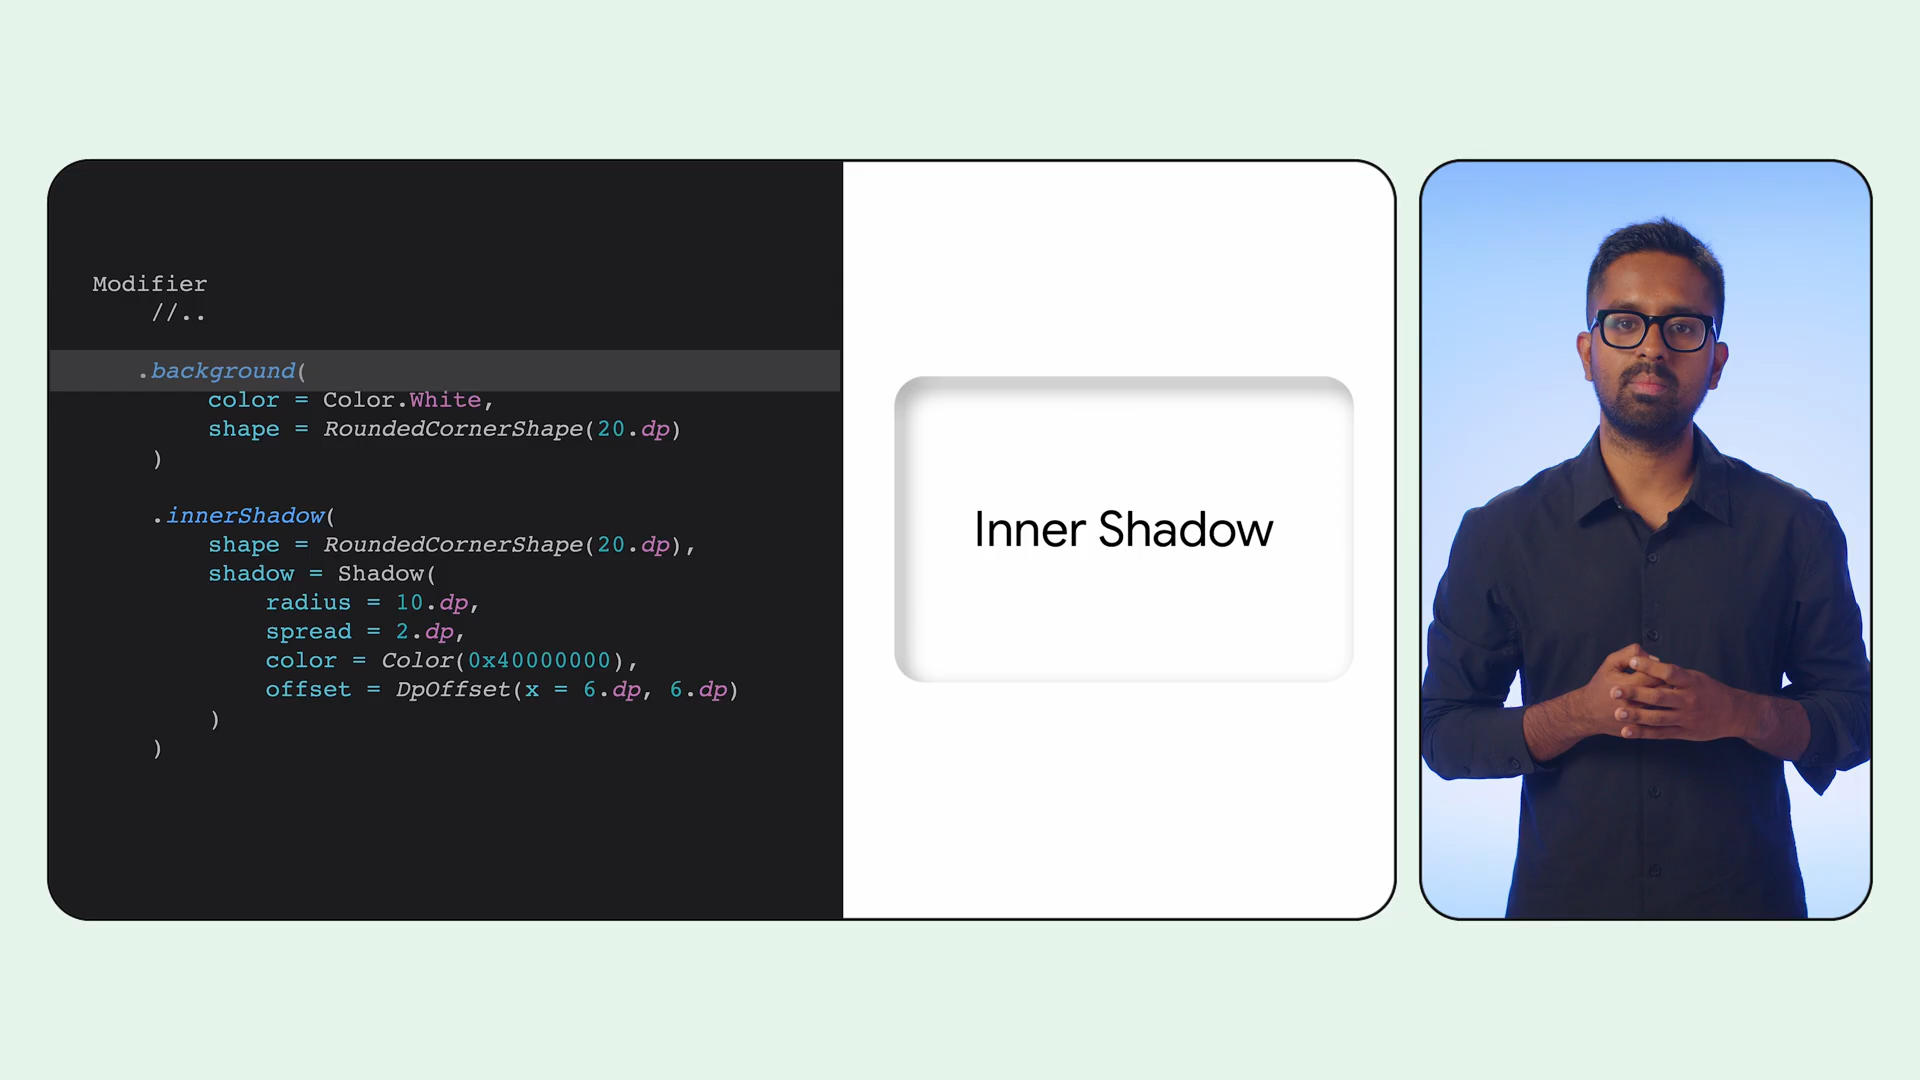 Modifier
//..
.background(
color = Color.White,
shape = RoundedCornerShape(20.dp)
)
.innerShadow(
shape = RoundedCornerShape(20.dp),
shadow = Shadow(
radius = 10.dp,
spread = 2.dp,
color = Color(0x40000000),
offset = DpOffset(x = 6.dp, 6.dp)
)
)
Inner Shadow